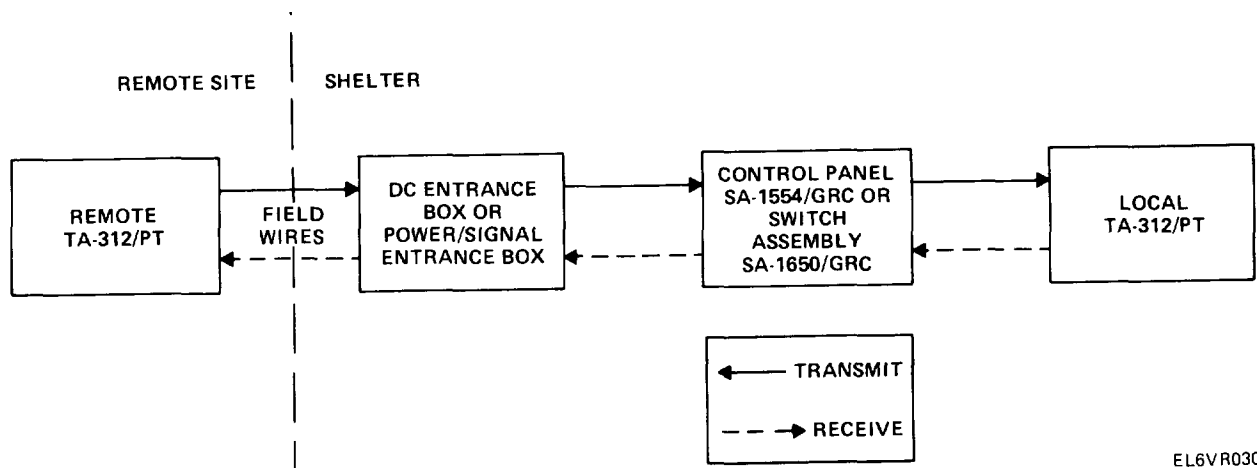 REMOTE SITE
SHELTER
REMOTE
TA-312/PT
FIELD
WIRES
DC ENTRANCE
BOX OR
POWER/SIGNAL
ENTRANCE BOX
CONTROL PANEL
SA-1554/GRC OR
SWITCH
ASSEMBLY
SA-1650/GRC
LOCAL
TA-312/PT
TRANSMIT
RECEIVE